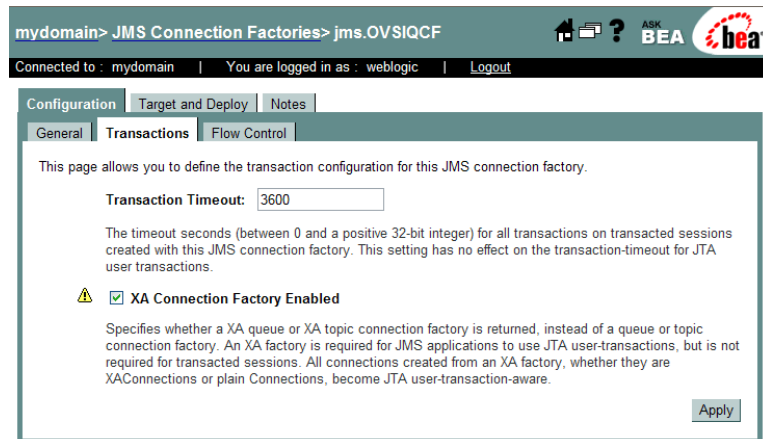 mydomain> JMS Connection Factories> jms.OVSIQCF
? ASK BEA bea
Connected to : mydomain | You are logged in as : weblogic | Logout
Configuration Target and Deploy Notes
General Transactions Flow Control
This page allows you to define the transaction configuration for this JMS connection factory.
Transaction Timeout: 3600
The timeout seconds (between 0 and a positive 32-bit integer) for all transactions on transacted sessions
created with this JMS connection factory. This setting has no effect on the transaction-timeout for JTA
user transactions.
XA Connection Factory Enabled
Specifies whether a XA queue or XA topic connection factory is returned, instead of a queue or topic
connection factory. An XA factory is required for JMS applications to use JTA user-transactions, but is not
required for transacted sessions. All connections created from an XA factory, whether they are
XAConnections or plain Connections, become JTA user-transaction-aware.
Apply